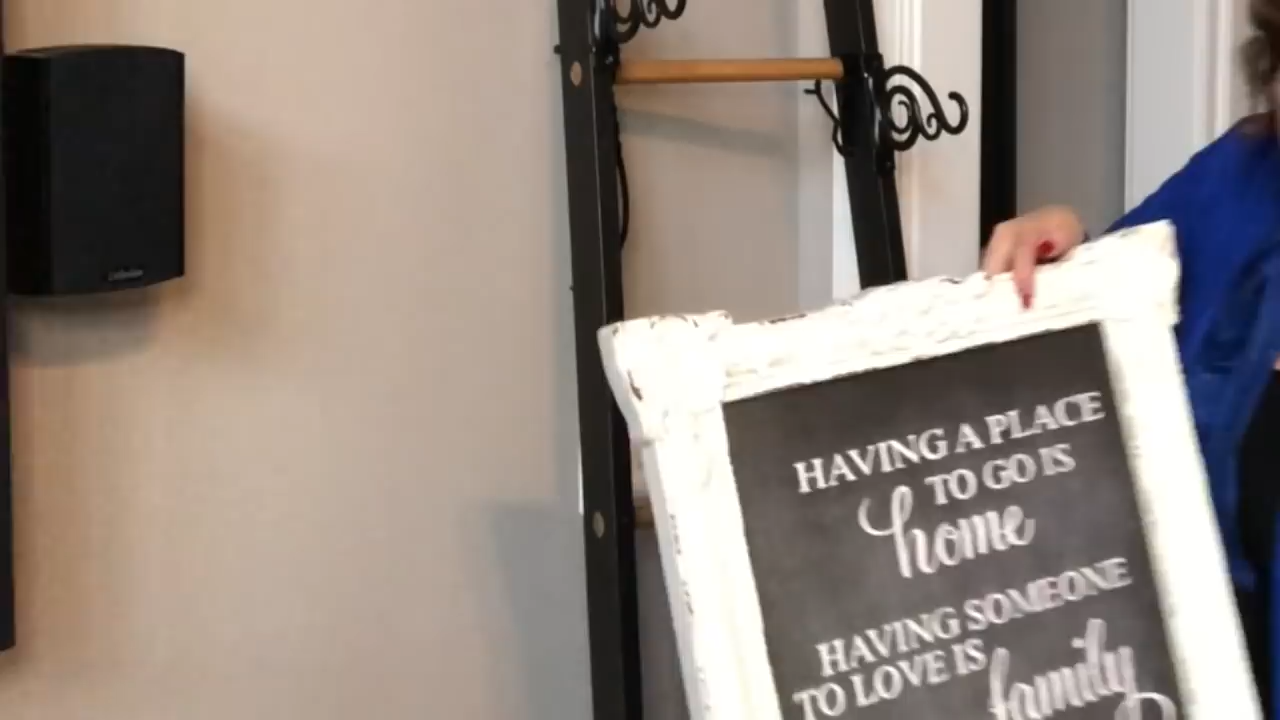 HAVING A PLACE
TO GO IS
home
HAVING SOMEONE
TO LOVE IS family